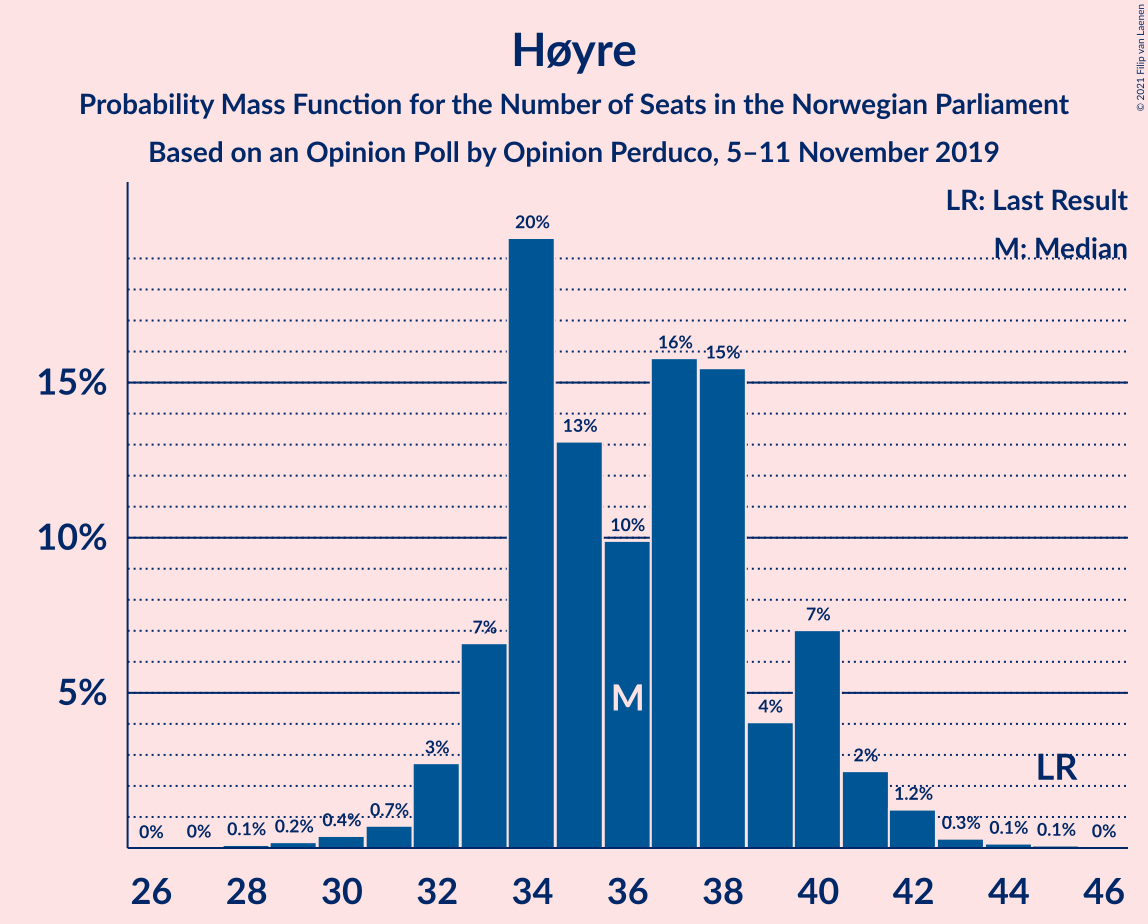 Høyre
Probability Mass Function for the Number of Seats in the Norwegian Parliament
Based on an Opinion Poll by Opinion Perduco, 5–11 November 2019
© 2021 Filip van Laenen
LR: Last Result
M: Median
15%
10%
5%
0%
0%
0.1%
0.2%
0.4%
0.7%
3%
7%
20%
13%
10%
16%
15%
4%
7%
2%
1.2%
0.3%
0.1%
0.1%
0%
M
LR
26 28 30 32 34 36 38 40 42 44 46